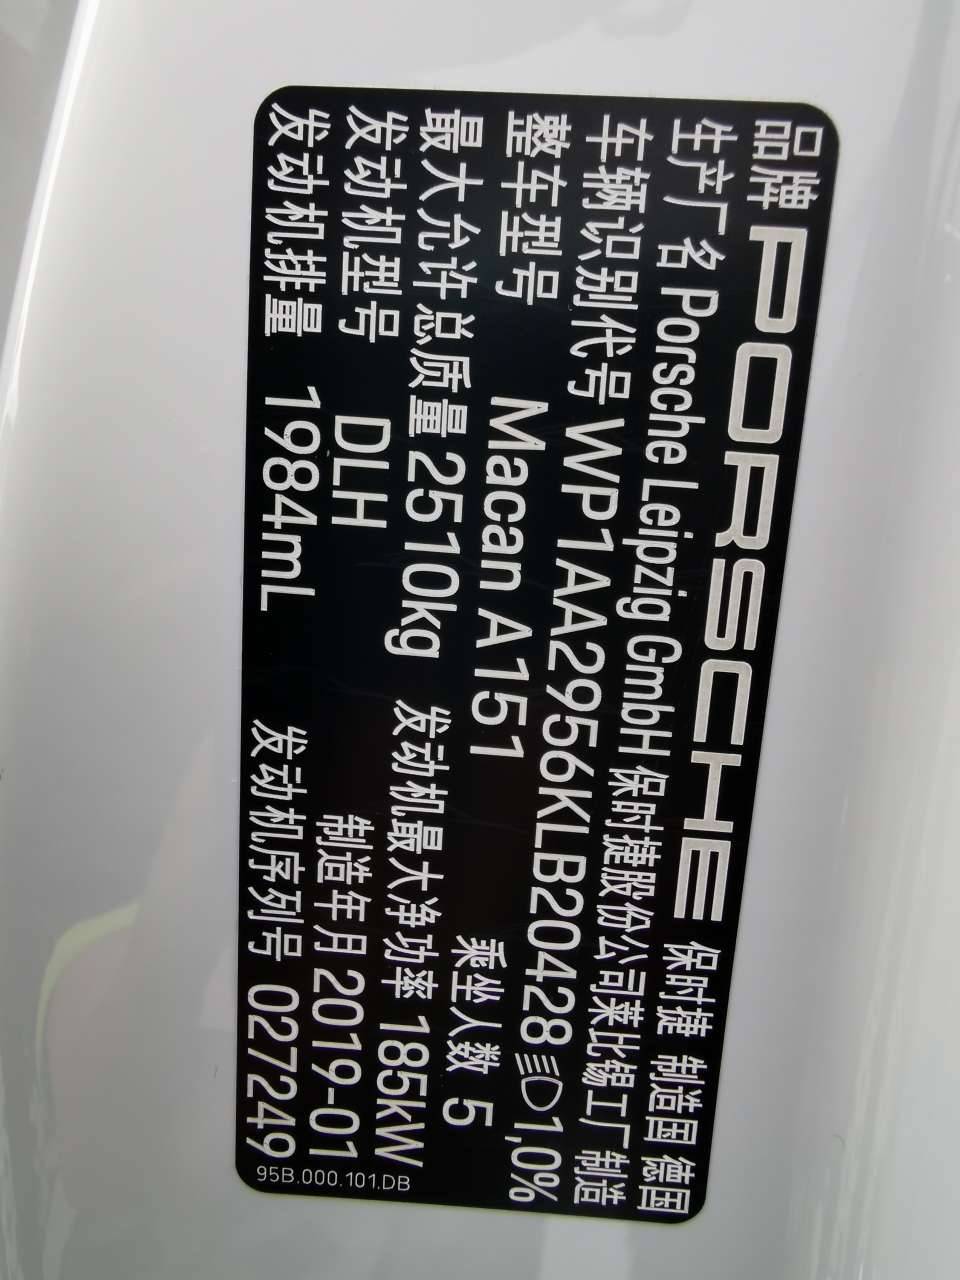 品牌 PORSCHE 保时捷 制造国 德国
生产厂名 Porsche Leipzig GmbH 保时捷股份公司莱比锡工厂制造
车辆识别代号 WP1AA2956KLB20428 1,0%
整车型号 Macan A151 乘坐人数 5
最大允许总质量 2510kg 发动机最大净功率 185kW
发动机型号 DLH 制造年月 2019-01
发动机排量 1984mL 发动机序列号 027249
95B.000.101.DB